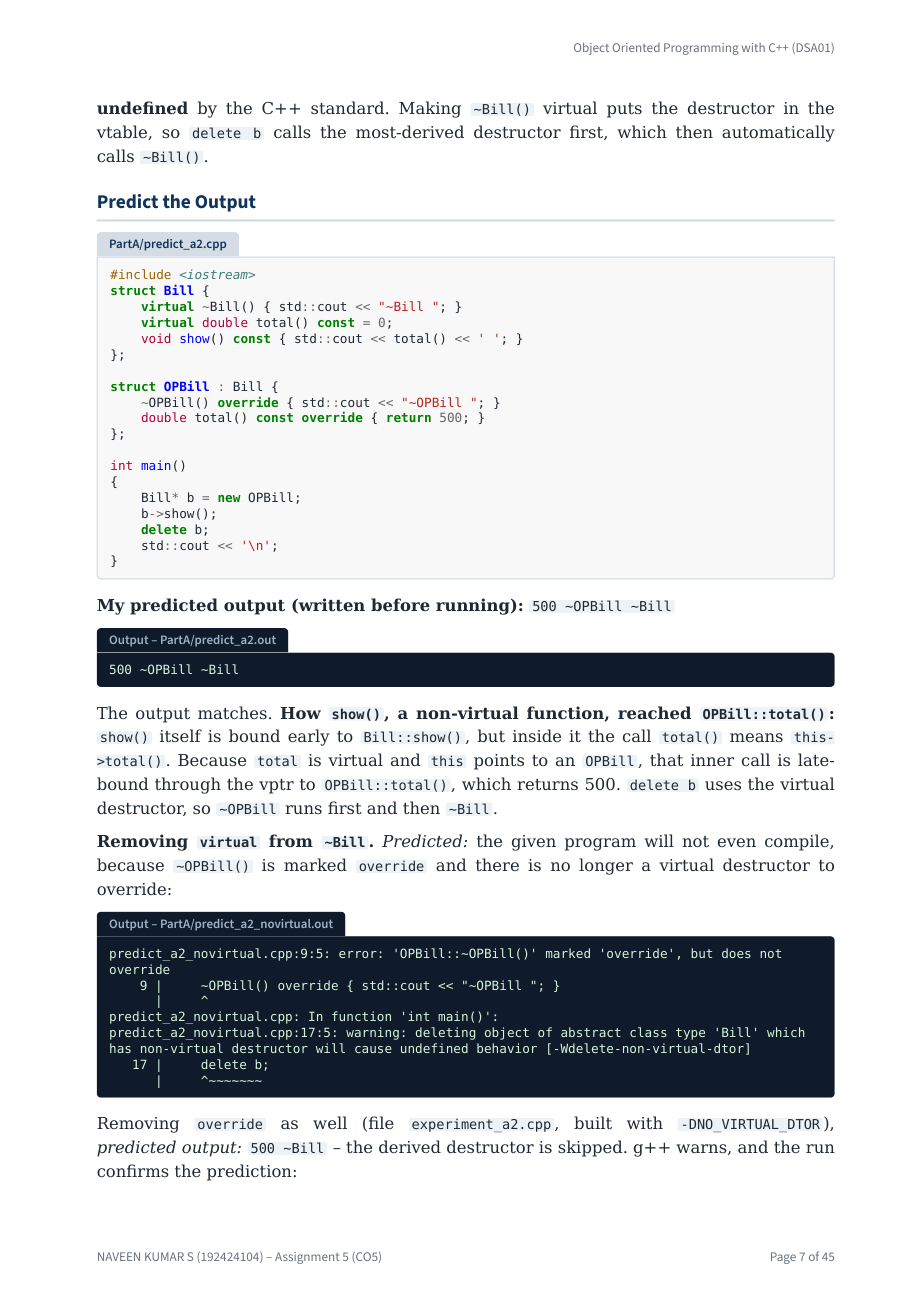 Object Oriented Programming with C++ (DSA01)
undefined by the C++ standard. Making ~Bill() virtual puts the destructor in the
vtable, so delete b calls the most-derived destructor first, which then automatically
calls ~Bill().
Predict the Output
PartA/predict_a2.cpp
#include <iostream>
struct Bill {
    virtual ~Bill() { std::cout << "~Bill "; }
    virtual double total() const = 0;
    void show() const { std::cout << total() << ' '; }
};
struct OPBill : Bill {
    ~OPBill() override { std::cout << "~OPBill "; }
    double total() const override { return 500; }
};
int main()
{
    Bill* b = new OPBill;
    b->show();
    delete b;
    std::cout << '\n';
}
My predicted output (written before running): 500 ~OPBill ~Bill
Output – PartA/predict_a2.out
500 ~OPBill ~Bill
The output matches. How show(), a non-virtual function, reached OPBill::total():
show() itself is bound early to Bill::show(), but inside it the call total() means this-
>total(). Because total is virtual and this points to an OPBill, that inner call is late-
bound through the vptr to OPBill::total(), which returns 500. delete b uses the virtual
destructor, so ~OPBill runs first and then ~Bill.
Removing virtual from ~Bill. Predicted: the given program will not even compile,
because ~OPBill() is marked override and there is no longer a virtual destructor to
override:
Output – PartA/predict_a2_novirtual.out
predict_a2_novirtual.cpp:9:5: error: 'OPBill::~OPBill()' marked 'override', but does not
override
    9 |     ~OPBill() override { std::cout << "~OPBill "; }
      |     ^
predict_a2_novirtual.cpp: In function 'int main()':
predict_a2_novirtual.cpp:17:5: warning: deleting object of abstract class type 'Bill' which
has non-virtual destructor will cause undefined behavior [-Wdelete-non-virtual-dtor]
   17 |     delete b;
      |     ^~~~~~~~
Removing override as well (file experiment_a2.cpp, built with -DNO_VIRTUAL_DTOR),
predicted output: 500 ~Bill – the derived destructor is skipped. g++ warns, and the run
confirms the prediction:
NAVEEN KUMAR S (192424104) – Assignment 5 (CO5)
Page 7 of 45